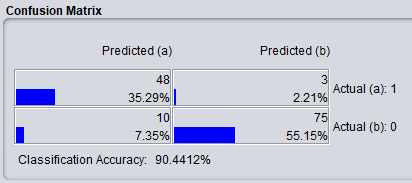 Confusion Matrix
Predicted (a) Predicted (b)
48 3
35.29% 2.21% Actual (a): 1
10 75
7.35% 55.15% Actual (b): 0
Classification Accuracy: 90.4412%